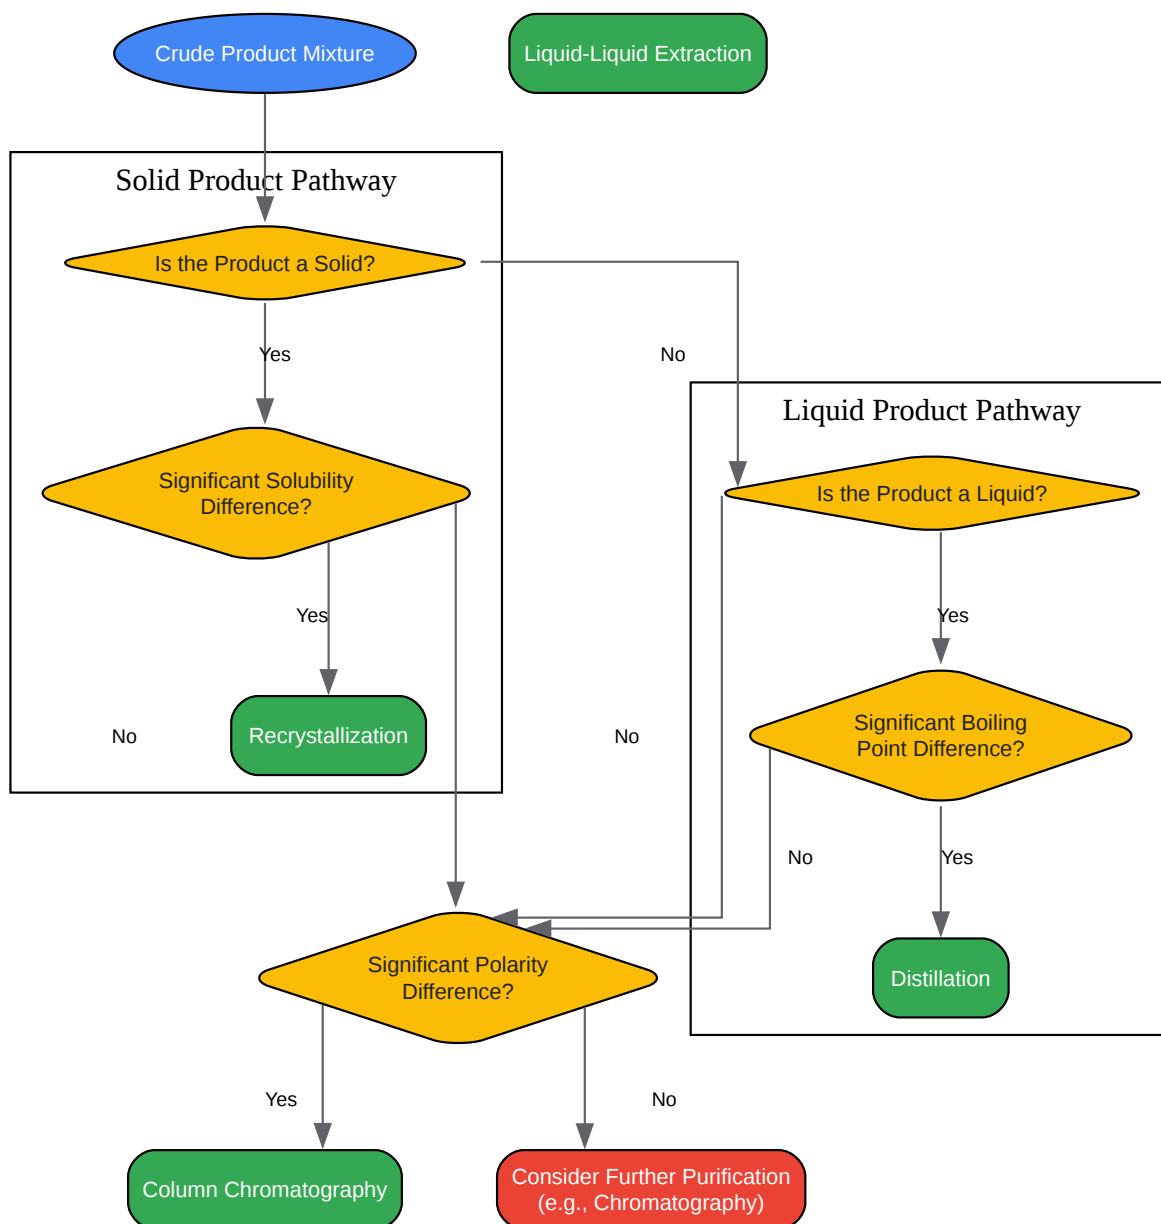 Crude Product Mixture
Liquid-Liquid Extraction
Solid Product Pathway
Is the Product a Solid?
Yes
No
Liquid Product Pathway
Significant Solubility
Difference?
Is the Product a Liquid?
Yes
Yes
Recrystallization
No
No
Significant Boiling
Point Difference?
No
Yes
Significant Polarity
Difference?
Distillation
Yes
No
Column Chromatography
Consider Further Purification
(e.g., Chromatography)